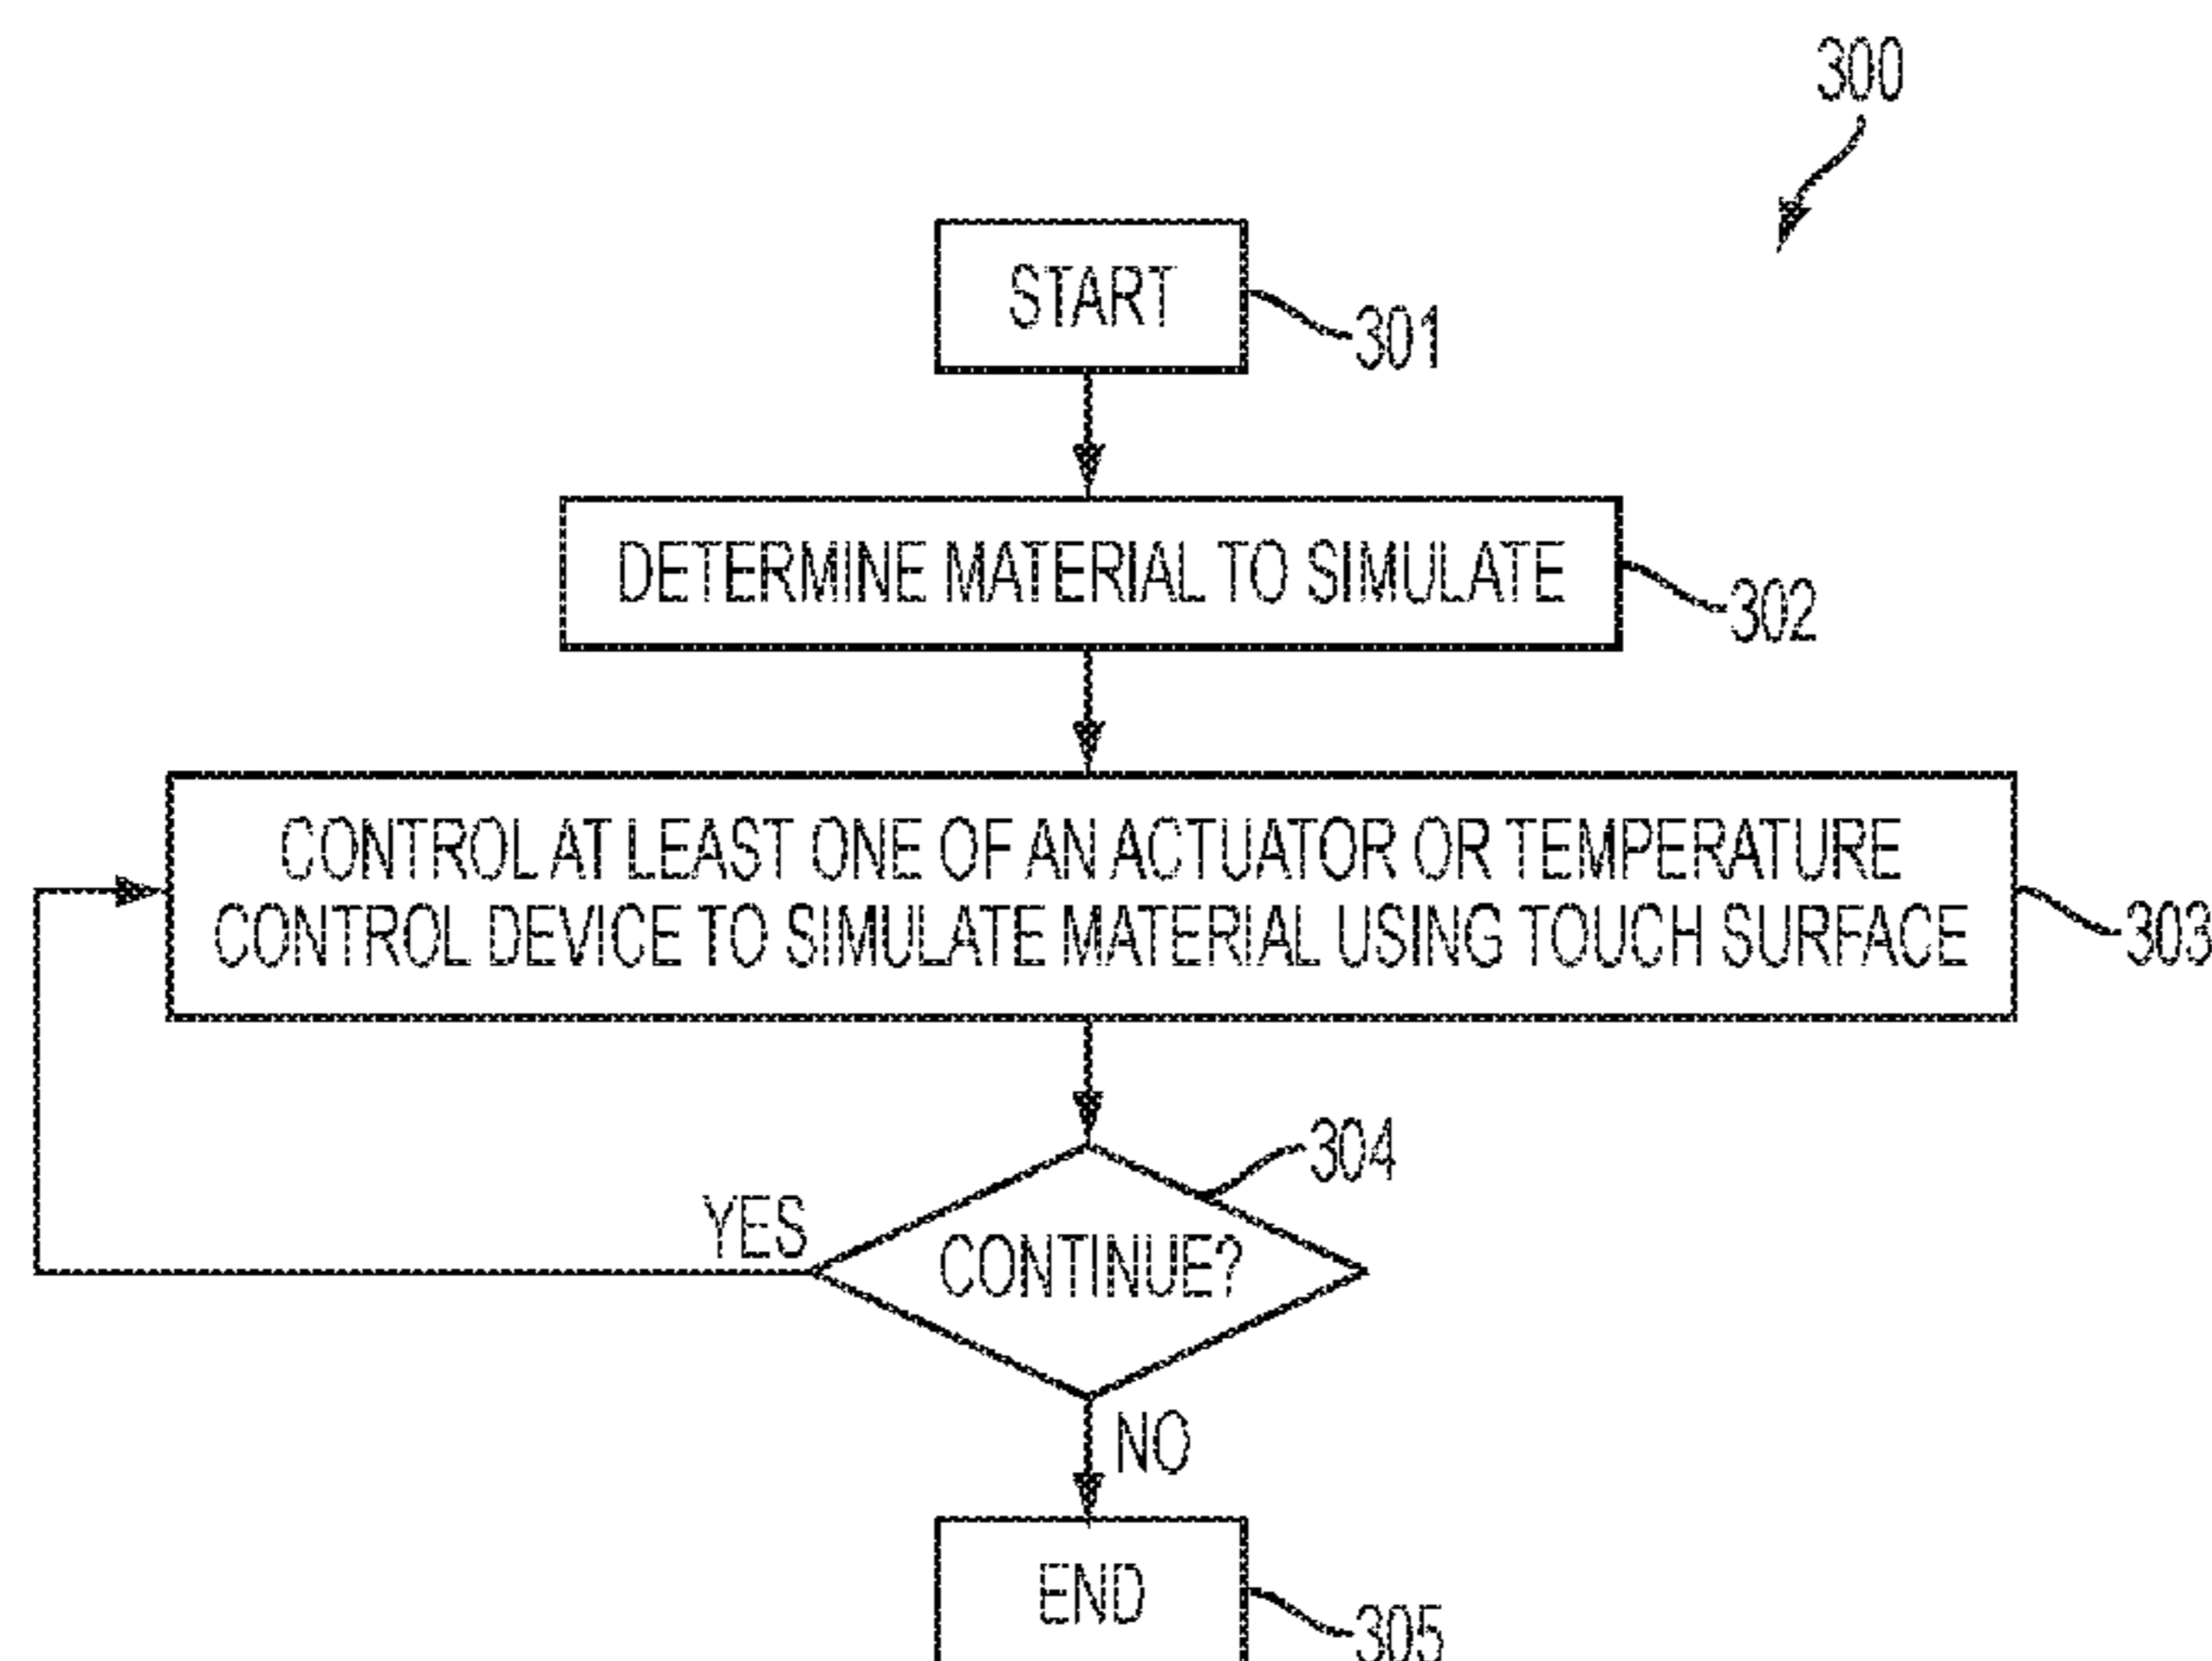 300
START
301
DETERMINE MATERIAL TO SIMULATE
302
CONTROL AT LEAST ONE OF AN ACTUATOR OR TEMPERATURE
CONTROL DEVICE TO SIMULATE MATERIAL USING TOUCH SURFACE
303
304
YES
CONTINUE?
NO
END
305